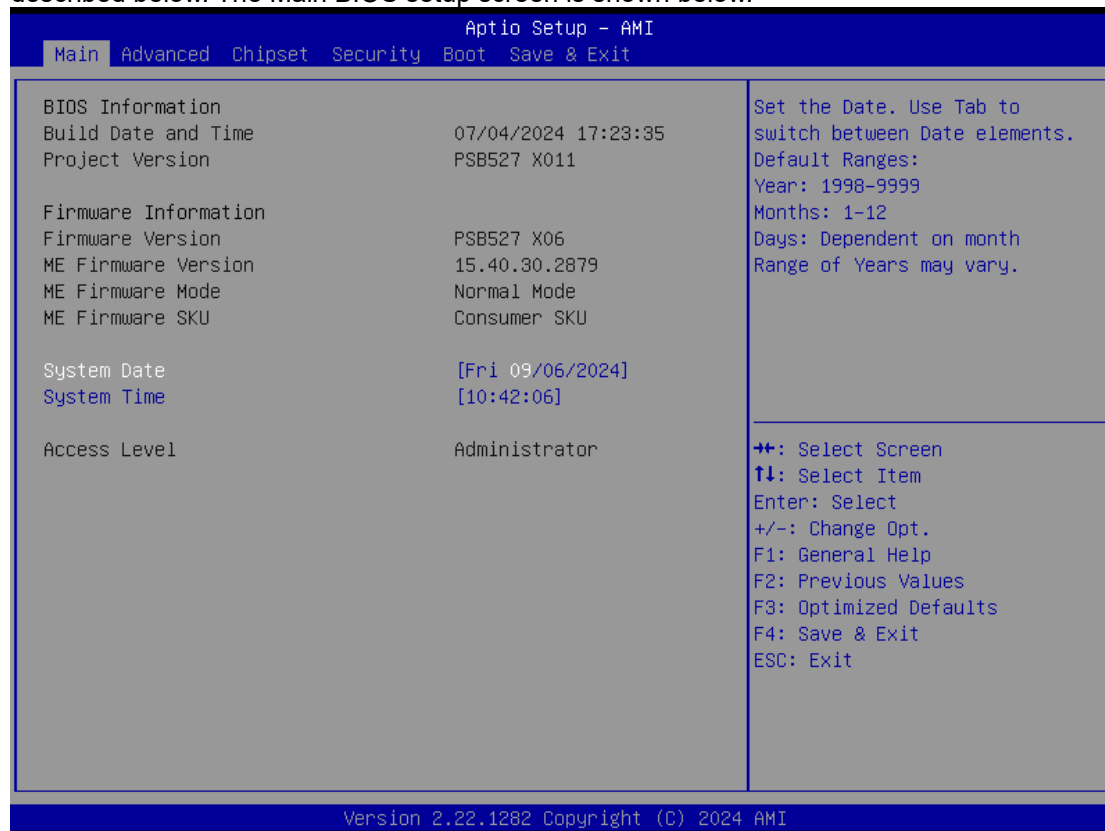 described below. The Main BIOS setup screen is shown below.
Aptio Setup – AMI
Main Advanced Chipset Security Boot Save & Exit
BIOS Information
Build Date and Time 07/04/2024 17:23:35
Project Version PSB527 X011
Firmware Information
Firmware Version PSB527 X06
ME Firmware Version 15.40.30.2879
ME Firmware Mode Normal Mode
ME Firmware SKU Consumer SKU
System Date [Fri 09/06/2024]
System Time [10:42:06]
Access Level Administrator
Set the Date. Use Tab to
switch between Date elements.
Default Ranges:
Year: 1998-9999
Months: 1-12
Days: Dependent on month
Range of Years may vary.
→←: Select Screen
↑↓: Select Item
Enter: Select
+/-: Change Opt.
F1: General Help
F2: Previous Values
F3: Optimized Defaults
F4: Save & Exit
ESC: Exit
Version 2.22.1282 Copyright (C) 2024 AMI